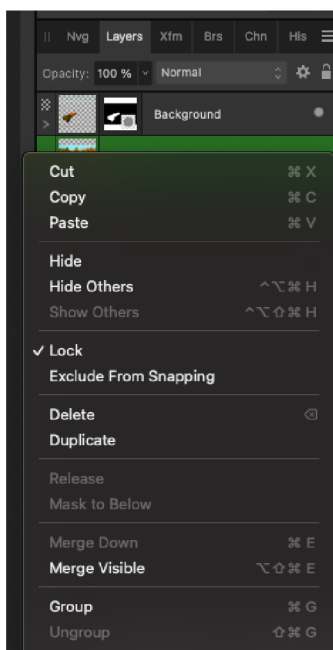 Nvg Layers Xfm Brs Chn His
Opacity: 100 % Normal
Background
Cut ⌘ X
Copy ⌘ C
Paste ⌘ V
Hide
Hide Others ^⌥⌘ H
Show Others ^⌥⇧⌘ H
✓ Lock
Exclude From Snapping
Delete ⌫
Duplicate
Release
Mask to Below
Merge Down ⌘ E
Merge Visible ⌥⇧⌘ E
Group ⌘ G
Ungroup ⇧⌘ G